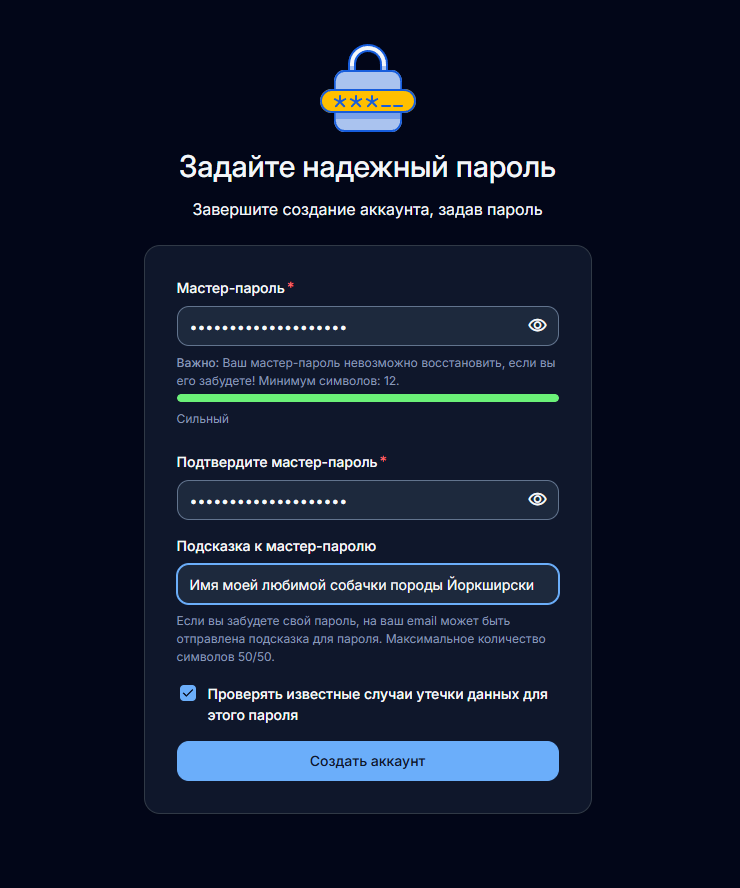 ***__
Задайте надежный пароль
Завершите создание аккаунта, задав пароль
Мастер-пароль*
••••••••••••••••••••
Важно: Ваш мастер-пароль невозможно восстановить, если вы
его забудете! Минимум символов: 12.
Сильный
Подтвердите мастер-пароль*
••••••••••••••••••••
Подсказка к мастер-паролю
Имя моей любимой собачки породы Йоркширски
Если вы забудете свой пароль, на ваш email может быть
отправлена подсказка для пароля. Максимальное количество
символов 50/50.
Проверять известные случаи утечки данных для
этого пароля
Создать аккаунт